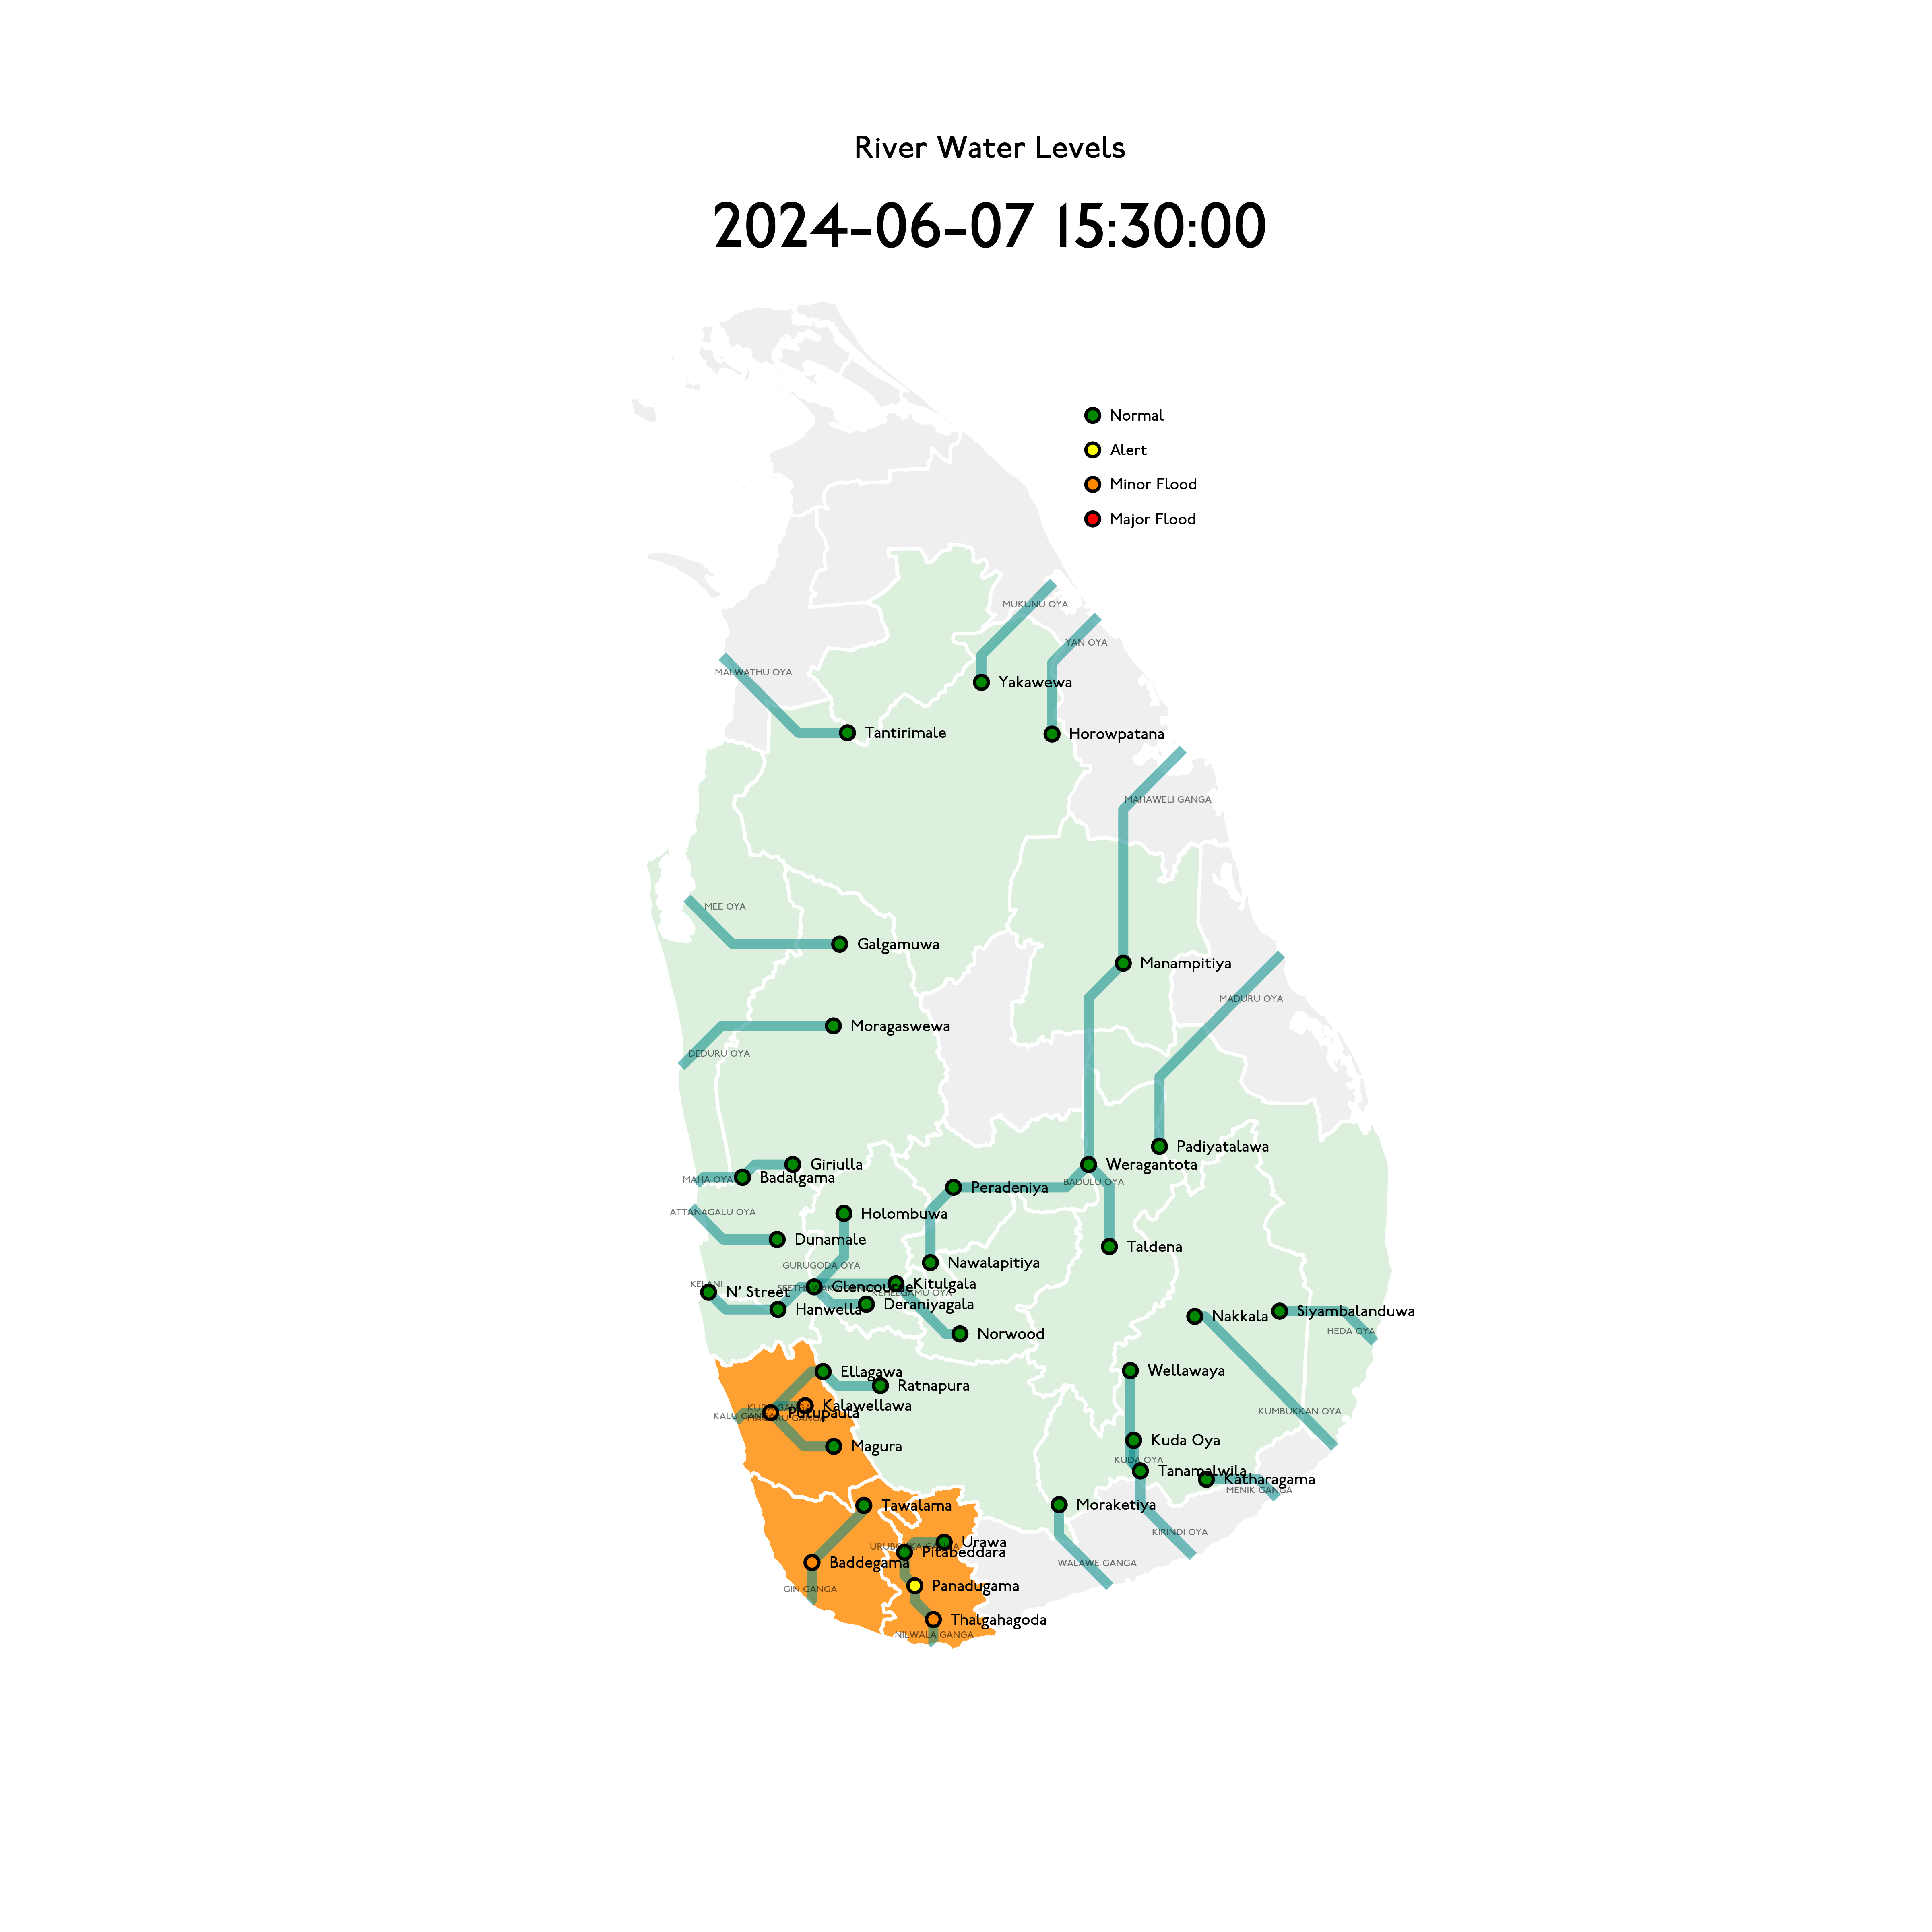 River Water Levels
2024-06-07 15:30:00
Normal
Alert
Minor Flood
Major Flood
MUKUNU OYA
YAN OYA
MALWATHU OYA
Yakawewa
Tantirimale
Horowpatana
MAHAWELI GANGA
MEE OYA
Galgamuwa
Manampitiya
MADURU OYA
Moragaswewa
DEDURU OYA
Padiyatalawa
Giriulla
Weragantota
Badalgama
MAHA OYA
BADULU OYA
Peradeniya
ATTANAGALU OYA
Holombuwa
Dunamale
Taldena
Nawalapitiya
GURUGODA OYA
KELANI
Kitulgala
Glencourse
N' Street
KEHELGAMU OYA
Deraniyagala
Hanwella
Siyambalanduwa
Nakkala
HEDA OYA
Norwood
Ellagawa
Wellawaya
Ratnapura
Kalawellawa
KUMBUKKAN OYA
Putupaula
Magura
Kuda Oya
KUDA OYA
Tanamalwila
Katharagama
MENIK GANGA
Tawalama
Moraketiya
KIRINDI OYA
Urawa
Pitabeddara
Baddegama
WALAWE GANGA
Panadugama
GIN GANGA
Thalgahagoda
NILWALA GANGA